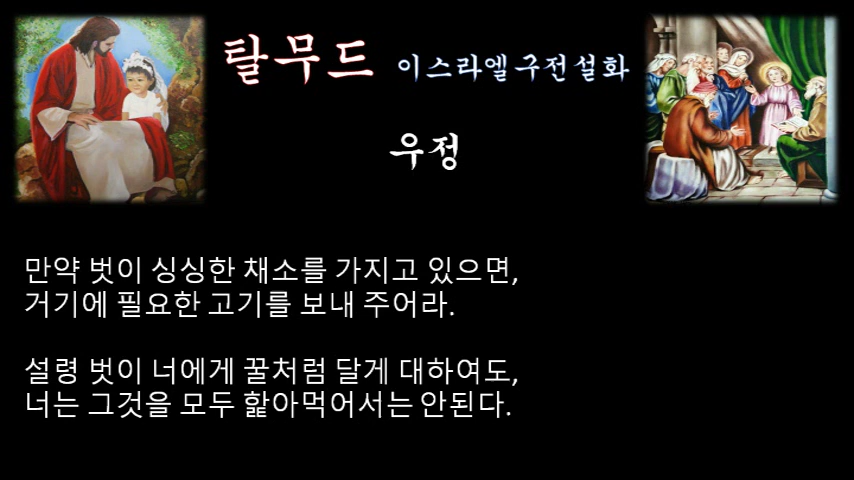 탈무드 이스라엘구전설화
우정
만약 벗이 싱싱한 채소를 가지고 있으면,
거기에 필요한 고기를 보내 주어라.
설령 벗이 너에게 꿀처럼 달게 대하여도,
너는 그것을 모두 핥아먹어서는 안된다.